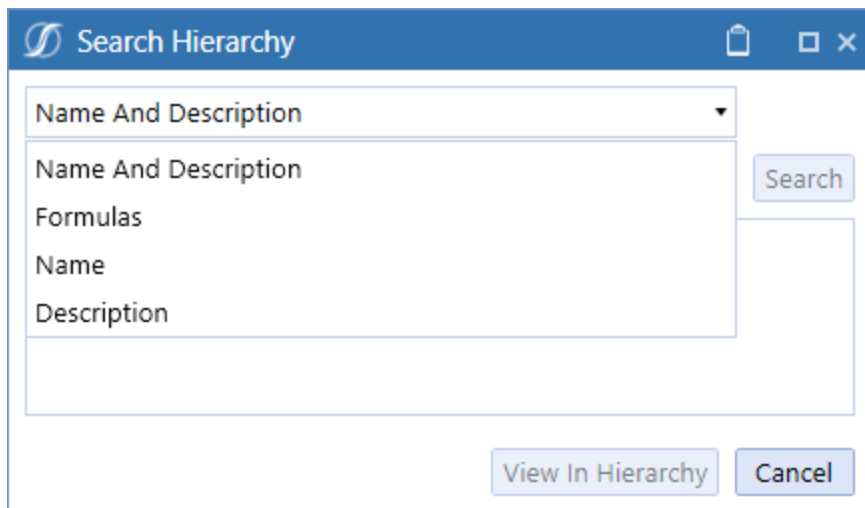 Search Hierarchy
Name And Description
Name And Description
Search
Formulas
Name
Description
View In Hierarchy
Cancel